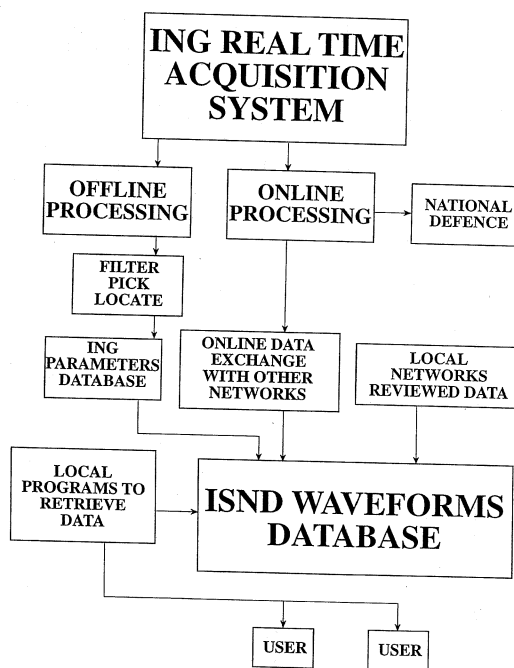 ING REAL TIME
ACQUISITION
SYSTEM
OFFLINE
PROCESSING
ONLINE
PROCESSING
NATIONAL
DEFENCE
FILTER
PICK
LOCATE
ING
PARAMETERS
DATABASE
ONLINE DATA
EXCHANGE
WITH OTHER
NETWORKS
LOCAL
NETWORKS
REVIEWED DATA
LOCAL
PROGRAMS TO
RETRIEVE
DATA
ISND WAVEFORMS
DATABASE
USER
USER